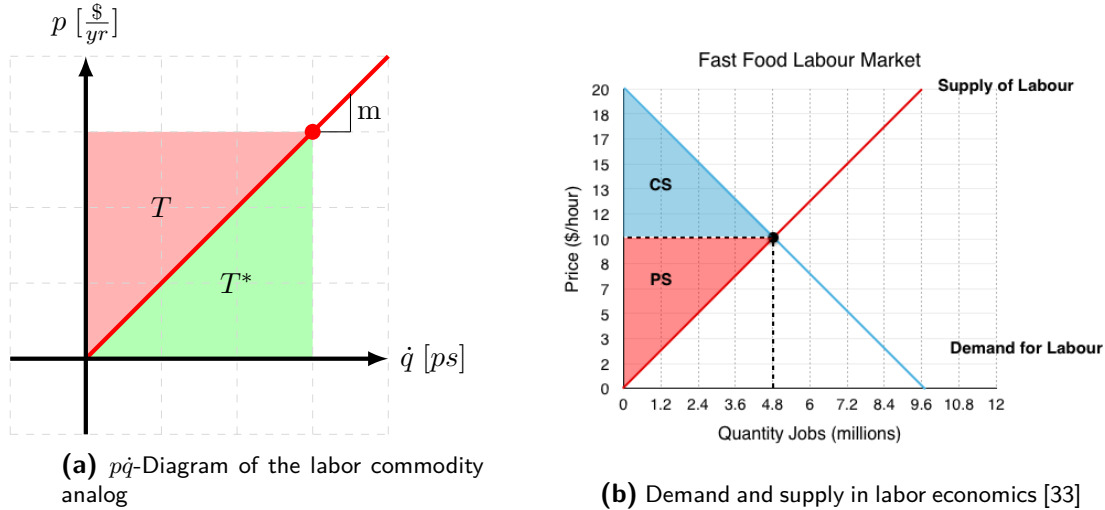 p [$/yr]
m
T
T*
q̇ [ps]
(a) pq̇-Diagram of the labor commodity
analog
Fast Food Labour Market
Supply of Labour
Price ($/hour)
20
18
17
15
13
12
10
8
7
5
3
2
0
CS
PS
Demand for Labour
0 1.2 2.4 3.6 4.8 6 7.2 8.4 9.6 10.8 12
Quantity Jobs (millions)
(b) Demand and supply in labor economics [33]